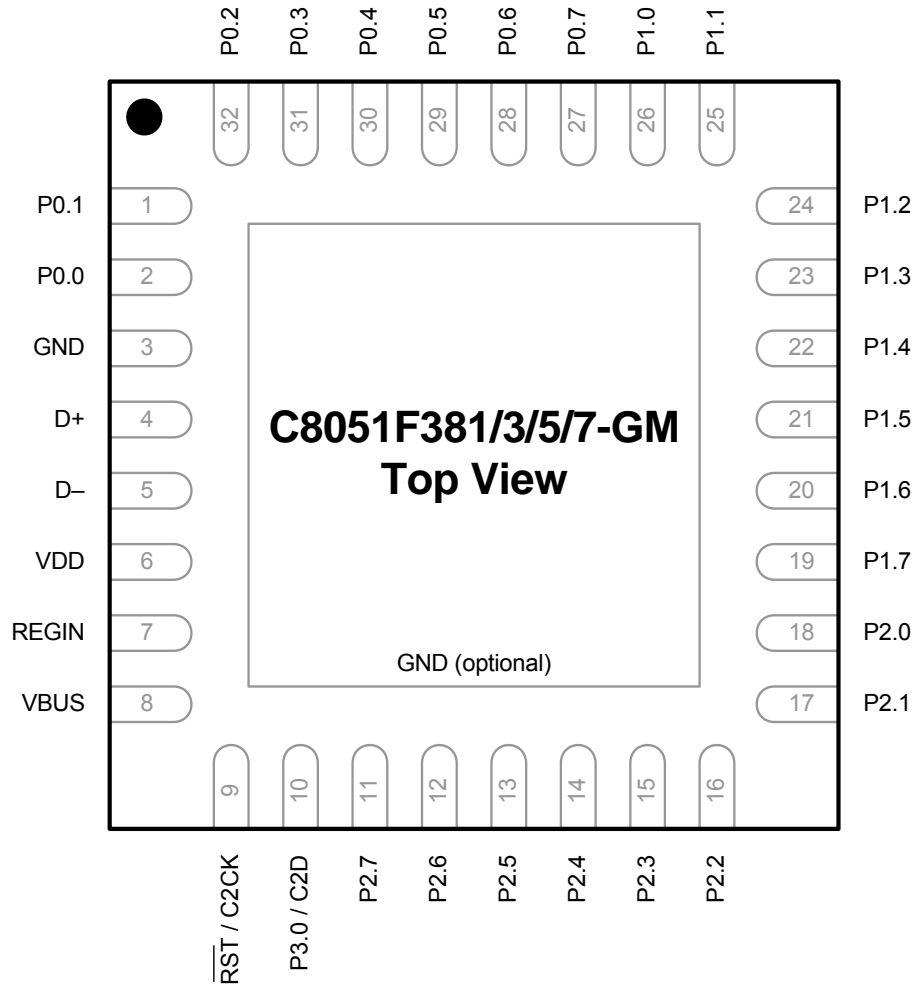 P0.2 P0.3 P0.4 P0.5 P0.6 P0.7 P1.0 P1.1
32 31 30 29 28 27 26 25
P0.1 1 24 P1.2
P0.0 2 23 P1.3
GND 3 22 P1.4
D+ 4 21 P1.5
D– 5 20 P1.6
VDD 6 19 P1.7
REGIN 7 18 P2.0
VBUS 8 17 P2.1
C8051F381/3/5/7-GM
Top View
GND (optional)
9 10 11 12 13 14 15 16
RST / C2CK P3.0 / C2D P2.7 P2.6 P2.5 P2.4 P2.3 P2.2